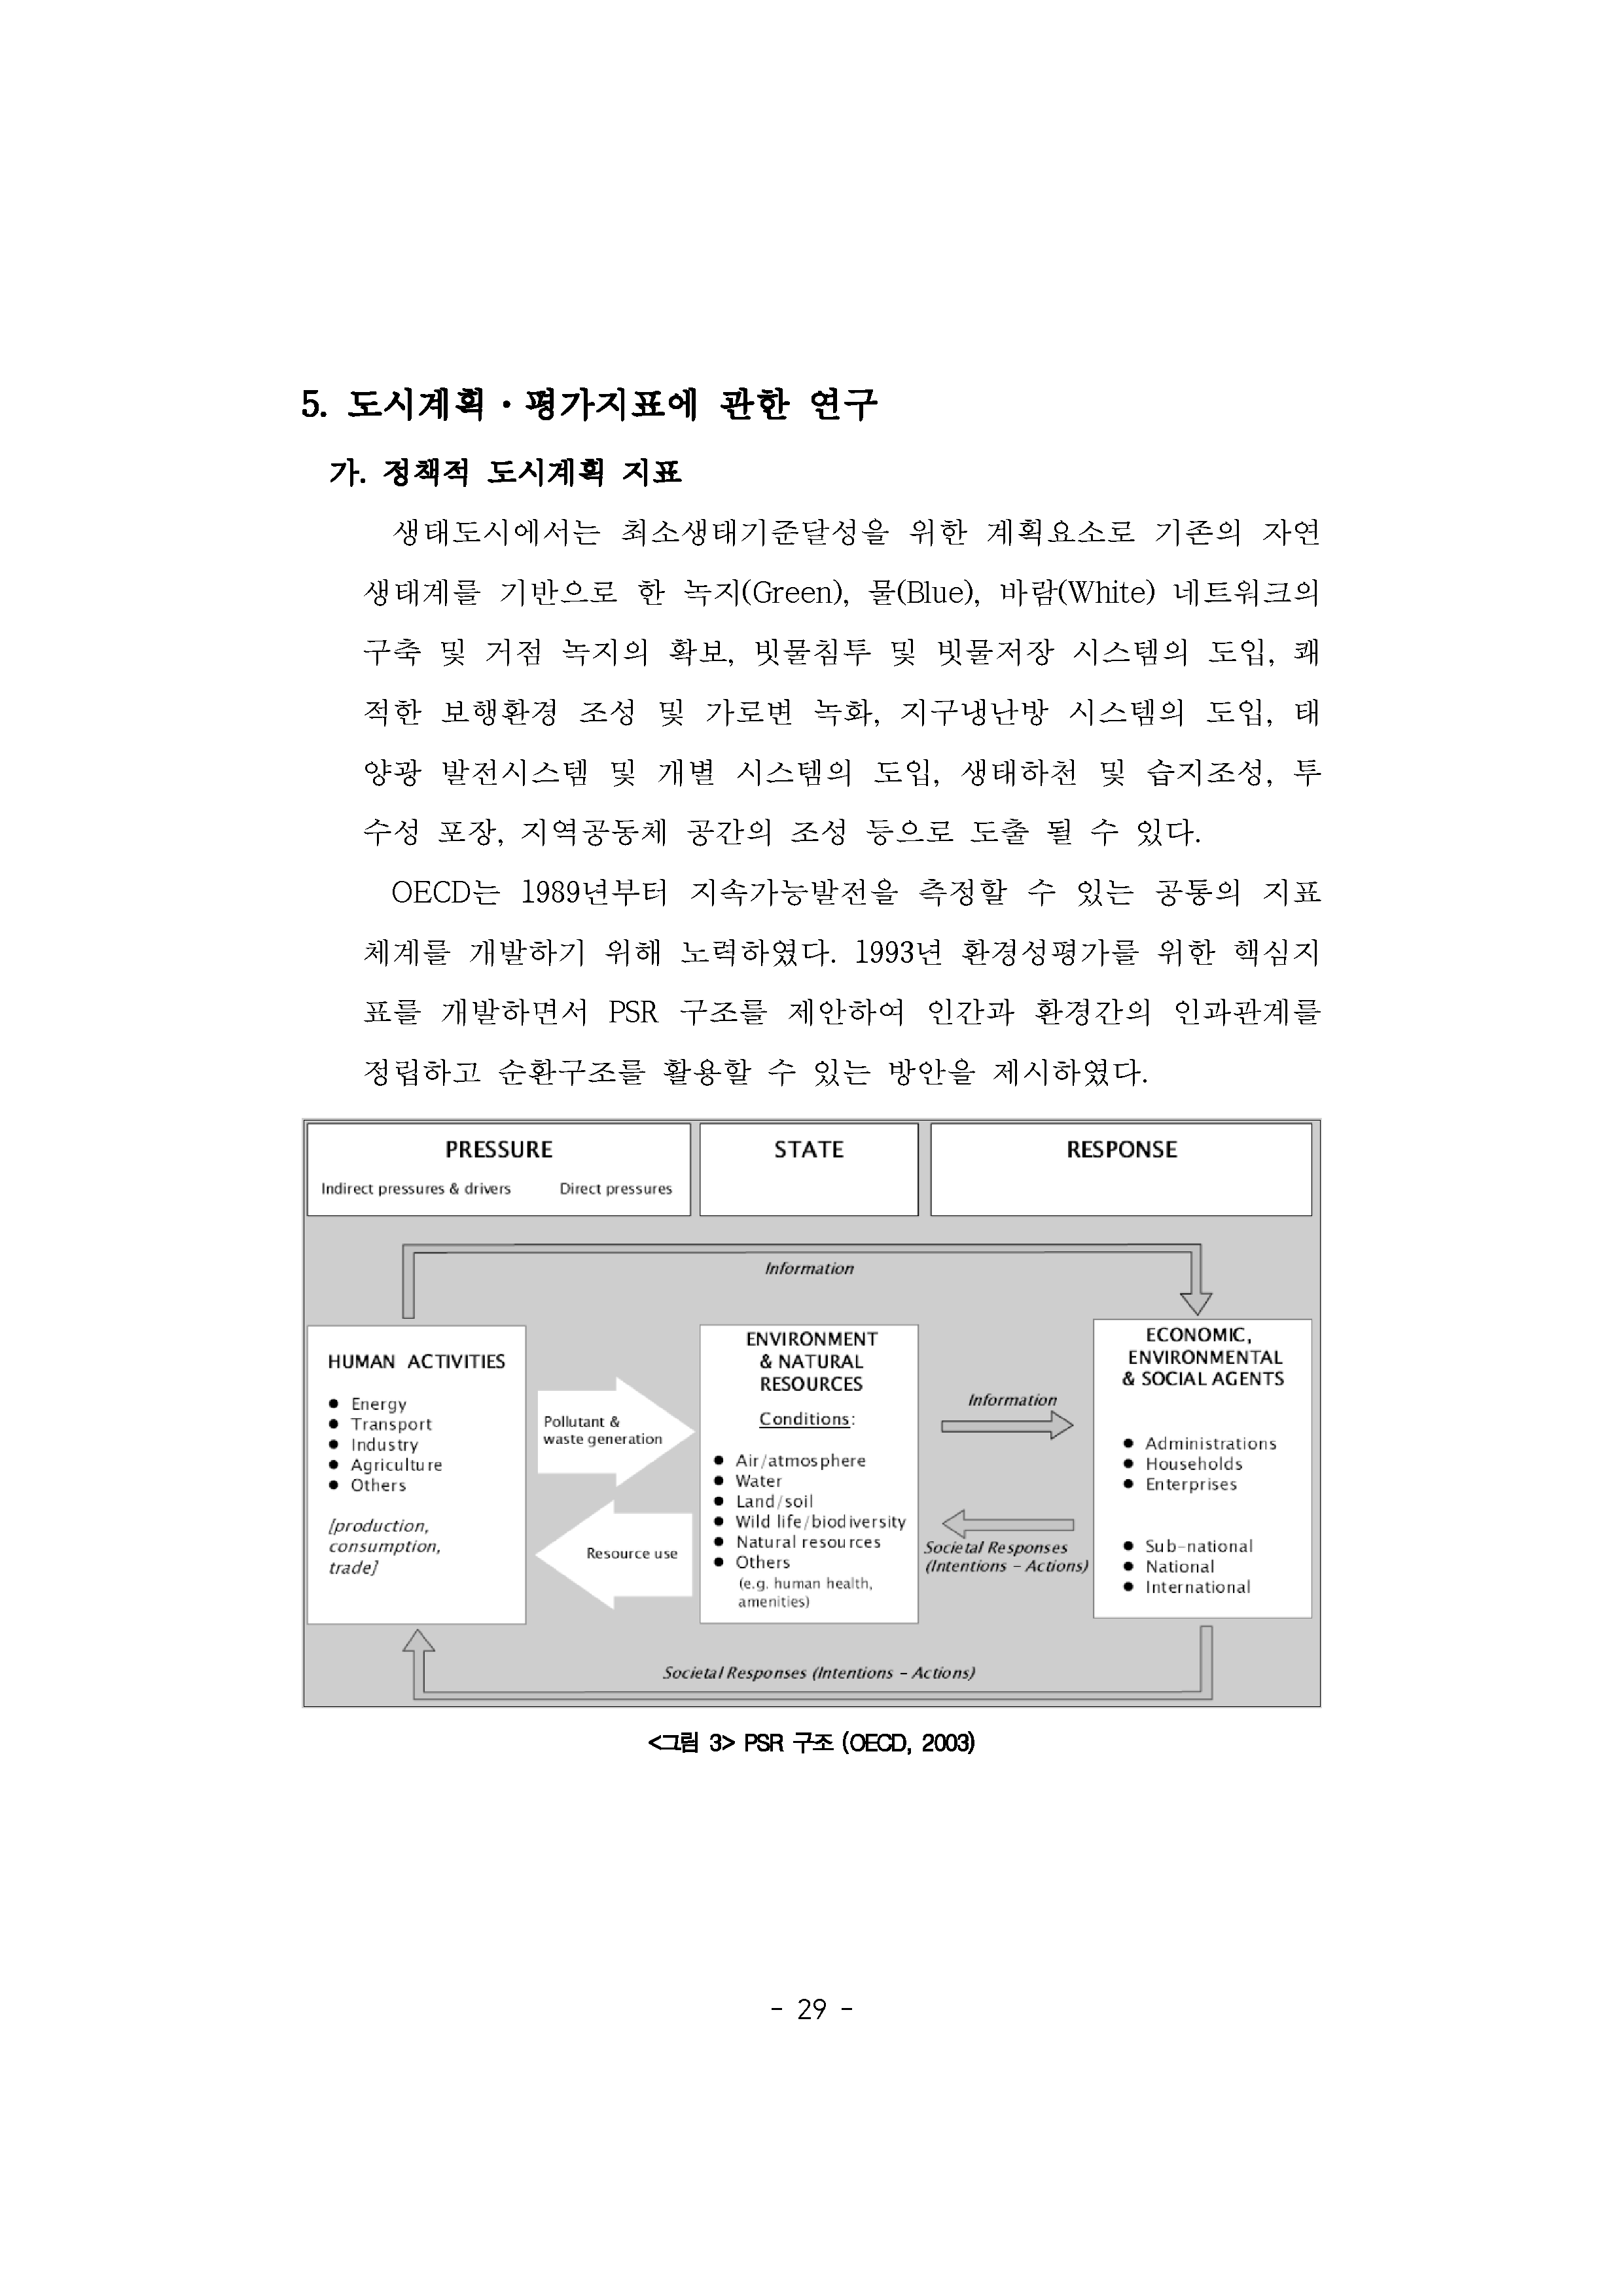 5. 도시계획·평가지표에 관한 연구
가. 정책적 도시계획 지표
생태도시에서는 최소생태기준달성을 위한 계획요소로 기존의 자연
생태계를 기반으로 한 녹지(Green), 물(Blue), 바람(White) 네트워크의
구축 및 거점 녹지의 확보, 빗물침투 및 빗물저장 시스템의 도입, 쾌
적한 보행환경 조성 및 가로변 녹화, 지구냉난방 시스템의 도입, 태
양광 발전시스템 및 개별 시스템의 도입, 생태하천 및 습지조성, 투
수성 포장, 지역공동체 공간의 조성 등으로 도출 될 수 있다.
OECD는 1989년부터 지속가능발전을 측정할 수 있는 공통의 지표
체계를 개발하기 위해 노력하였다. 1993년 환경성평가를 위한 핵심지
표를 개발하면서 PSR 구조를 제안하여 인간과 환경간의 인과관계를
정립하고 순환구조를 활용할 수 있는 방안을 제시하였다.
PRESSURE
Indirect pressures & drivers
Direct pressures
STATE
RESPONSE
Information
HUMAN ACTIVITIES
● Energy
● Transport
● Industry
● Agriculture
● Others
[production,
consumption,
trade]
Pollutant &
waste generation
Resource use
ENVIRONMENT
& NATURAL
RESOURCES
Conditions:
● Air/atmosphere
● Water
● Land/soil
● Wild life/biodiversity
● Natural resources
● Others
(e.g. human health,
amenities)
Information
Societal Responses
(Intentions – Actions)
ECONOMIC,
ENVIRONMENTAL
& SOCIAL AGENTS
● Administrations
● Households
● Enterprises
● Sub-national
● National
● International
Societal Responses (Intentions – Actions)
<그림 3> PSR 구조 (OECD, 2003)
- 29 -